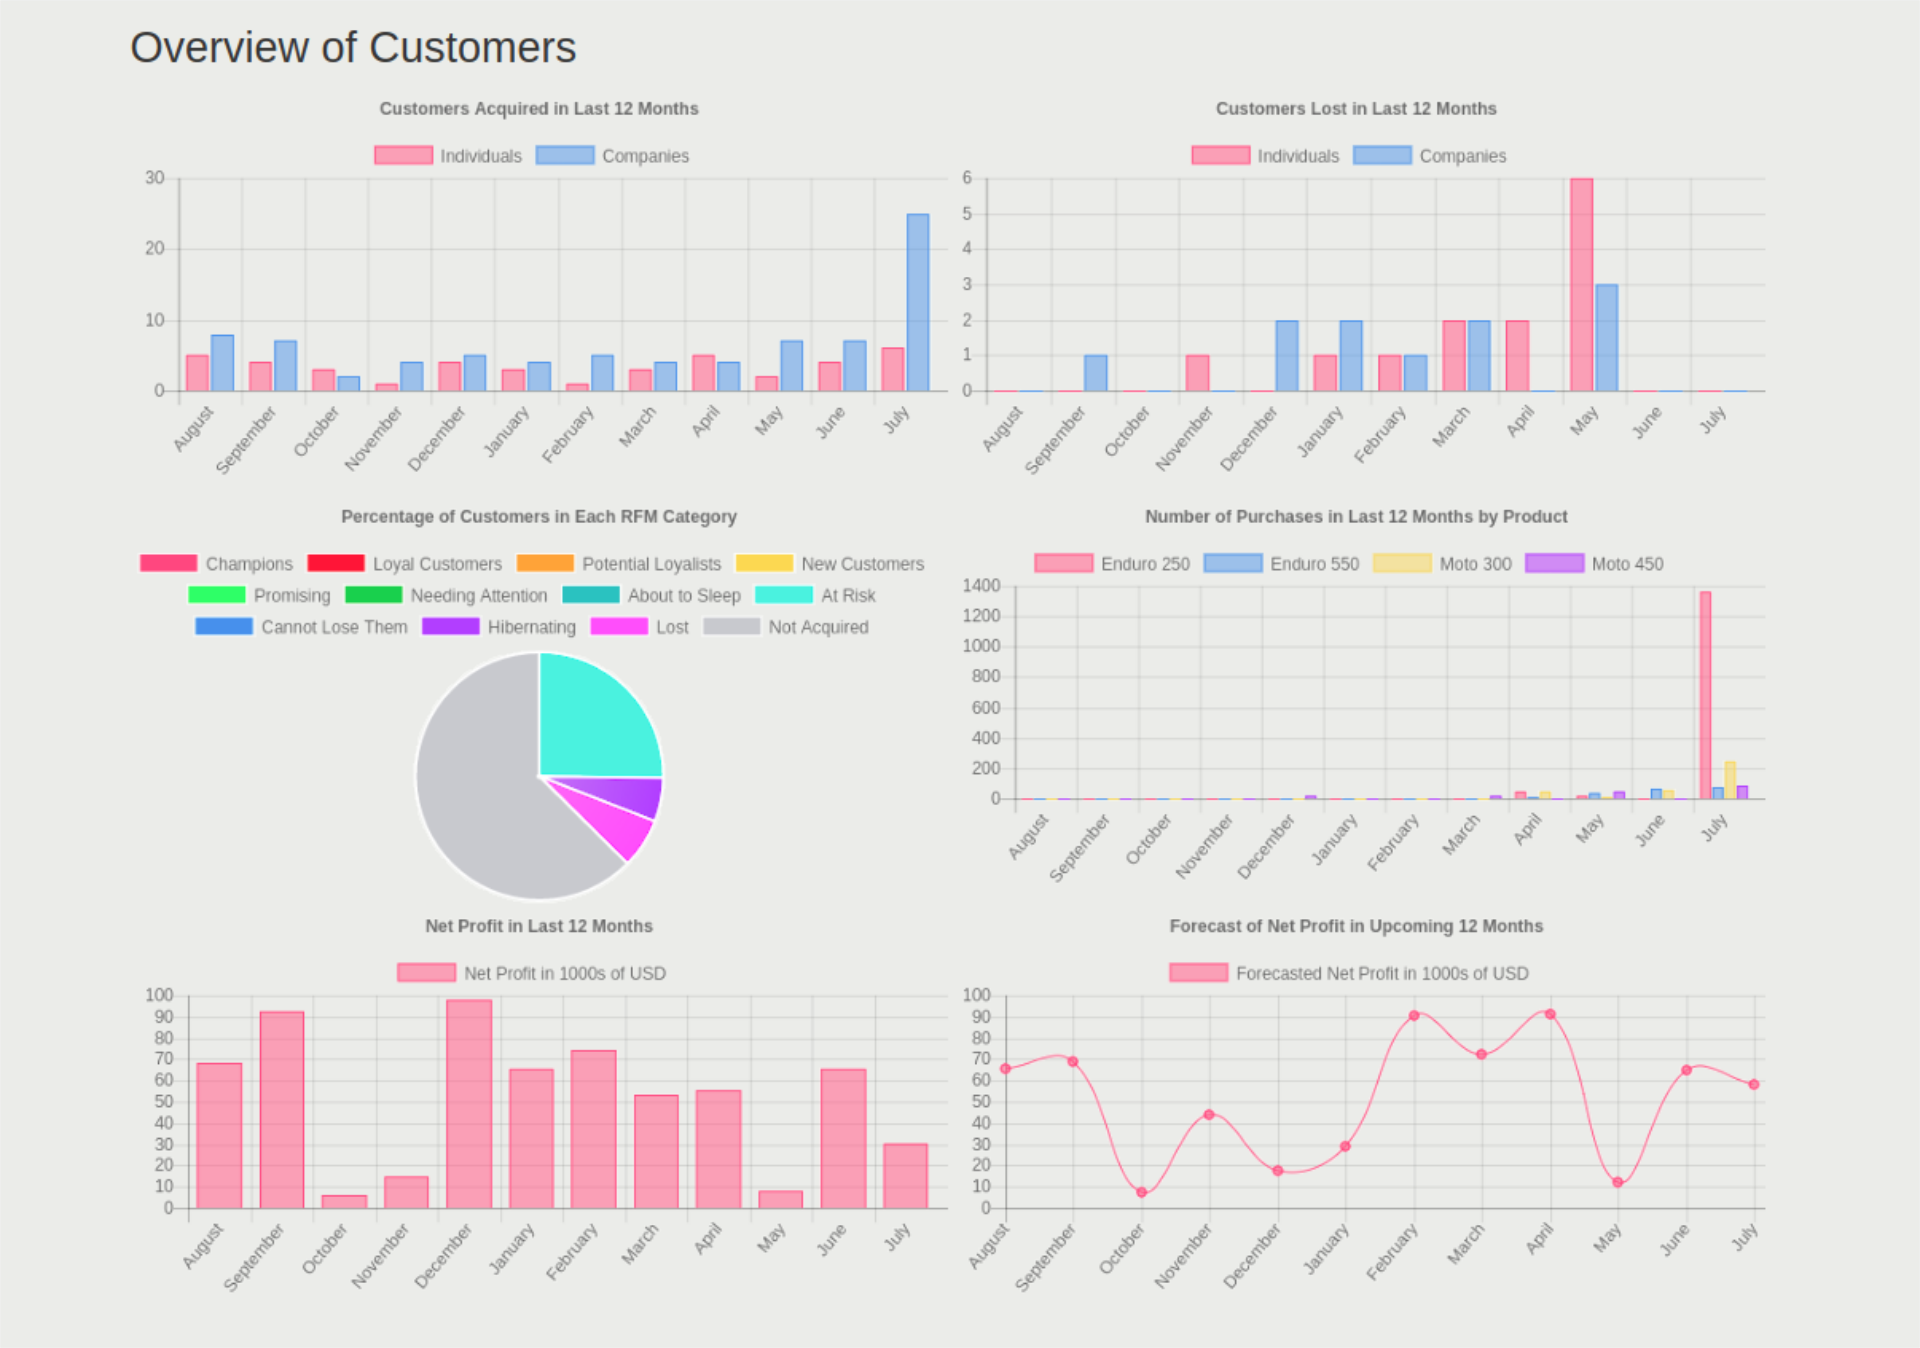 Overview of Customers
Customers Acquired in Last 12 Months
Individuals Companies
30
20
10
0
August September October November December January February March April May June July
Customers Lost in Last 12 Months
Individuals Companies
6
5
4
3
2
1
0
August September October November December January February March April May June July
Percentage of Customers in Each RFM Category
Champions Loyal Customers Potential Loyalists New Customers
Promising Needing Attention About to Sleep At Risk
Cannot Lose Them Hibernating Lost Not Acquired
Number of Purchases in Last 12 Months by Product
Enduro 250 Enduro 550 Moto 300 Moto 450
1400
1200
1000
800
600
400
200
0
August September October November December January February March April May June July
Net Profit in Last 12 Months
Net Profit in 1000s of USD
100
90
80
70
60
50
40
30
20
10
0
August September October November December January February March April May June July
Forecast of Net Profit in Upcoming 12 Months
Forecasted Net Profit in 1000s of USD
100
90
80
70
60
50
40
30
20
10
0
August September October November December January February March April May June July